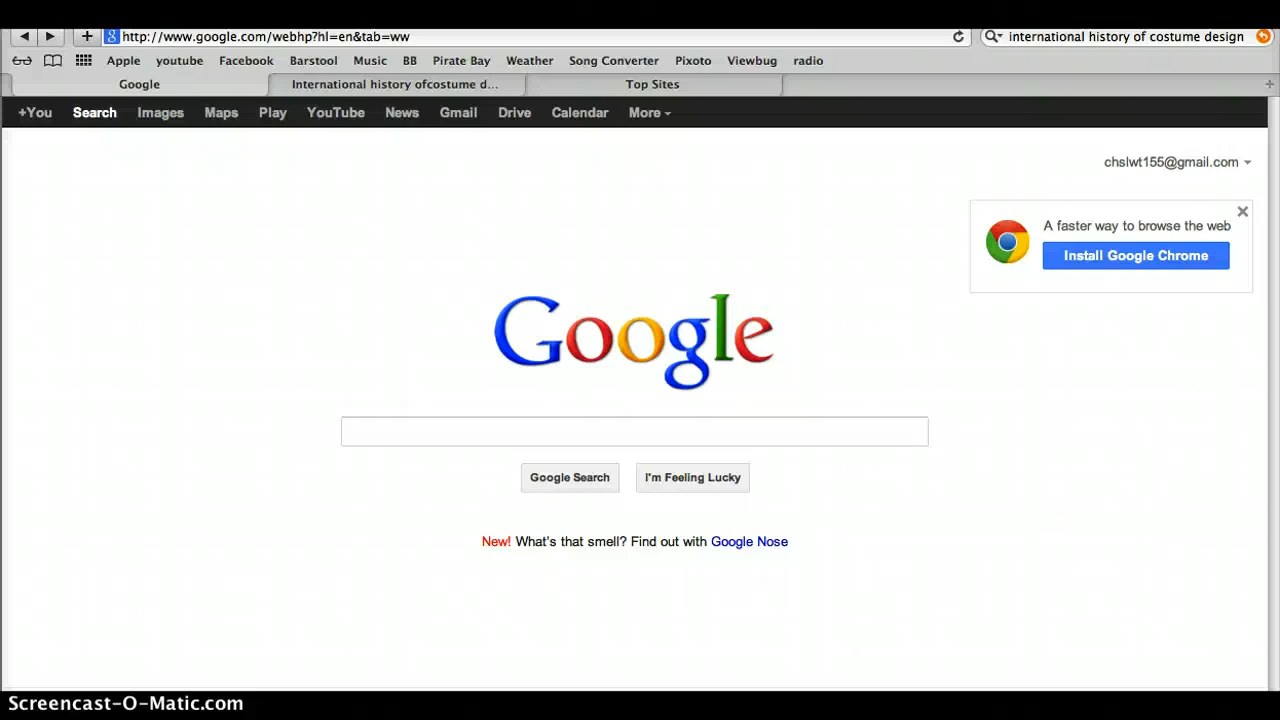 http://www.google.com/webhp?hl=en&tab=ww international history of costume design
Apple youtube Facebook Barstool Music BB Pirate Bay Weather Song Converter Pixoto Viewbug radio
Google International history ofcostume d... Top Sites
+You Search Images Maps Play YouTube News Gmail Drive Calendar More
chslwt155@gmail.com
A faster way to browse the web
Install Google Chrome
Google
Google Search I'm Feeling Lucky
New! What's that smell? Find out with Google Nose
Screencast-O-Matic.com